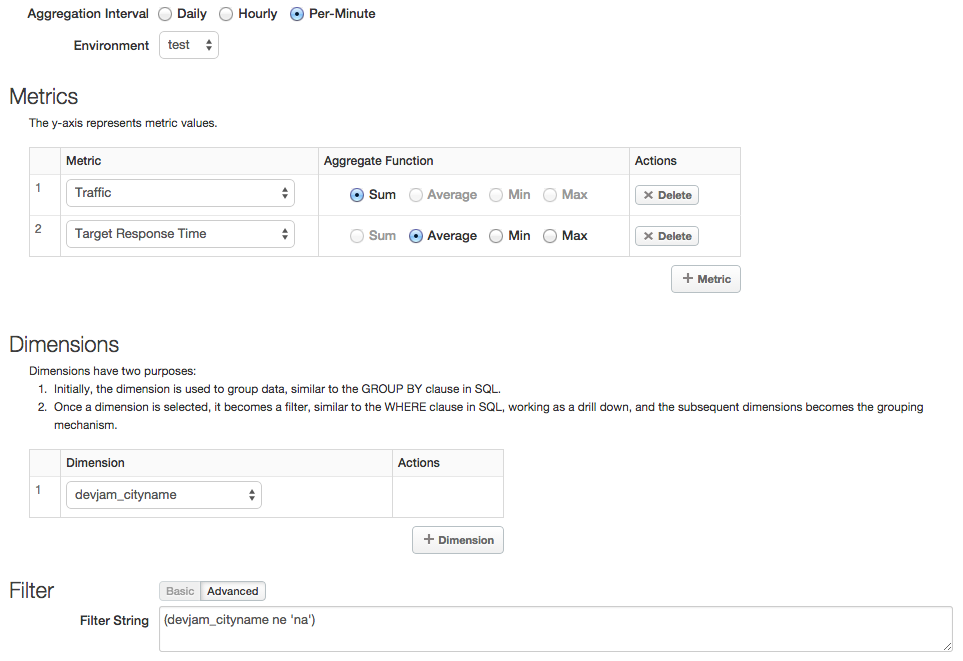 Aggregation Interval Daily Hourly Per-Minute
Environment test
Metrics
The y-axis represents metric values.
Metric Aggregate Function Actions
1 Traffic Sum Average Min Max Delete
2 Target Response Time Sum Average Min Max Delete
+ Metric
Dimensions
Dimensions have two purposes:
1. Initially, the dimension is used to group data, similar to the GROUP BY clause in SQL.
2. Once a dimension is selected, it becomes a filter, similar to the WHERE clause in SQL, working as a drill down, and the subsequent dimensions becomes the grouping
mechanism.
Dimension Actions
1 devjam_cityname
+ Dimension
Filter Basic Advanced
Filter String (devjam_cityname ne 'na')